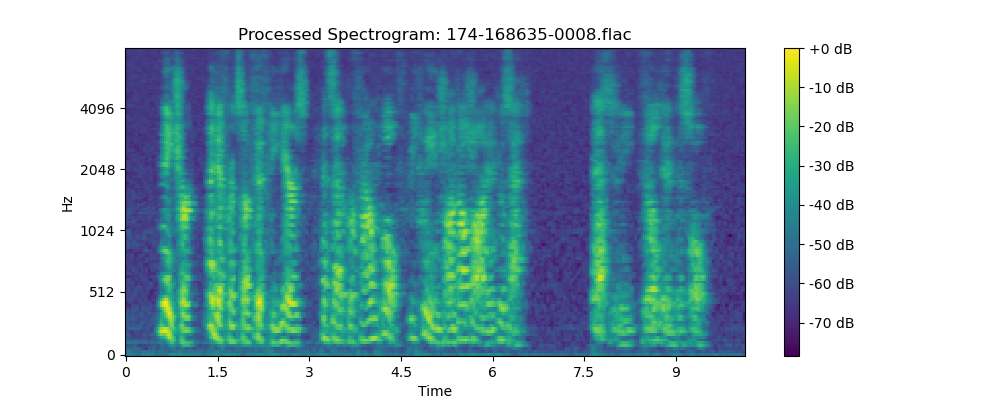 Processed Spectrogram: 174-168635-0008.flac
+0 dB
-10 dB
-20 dB
-30 dB
-40 dB
-50 dB
-60 dB
-70 dB
4096
2048
1024
512
0
Hz
0 1.5 3 4.5 6 7.5 9
Time